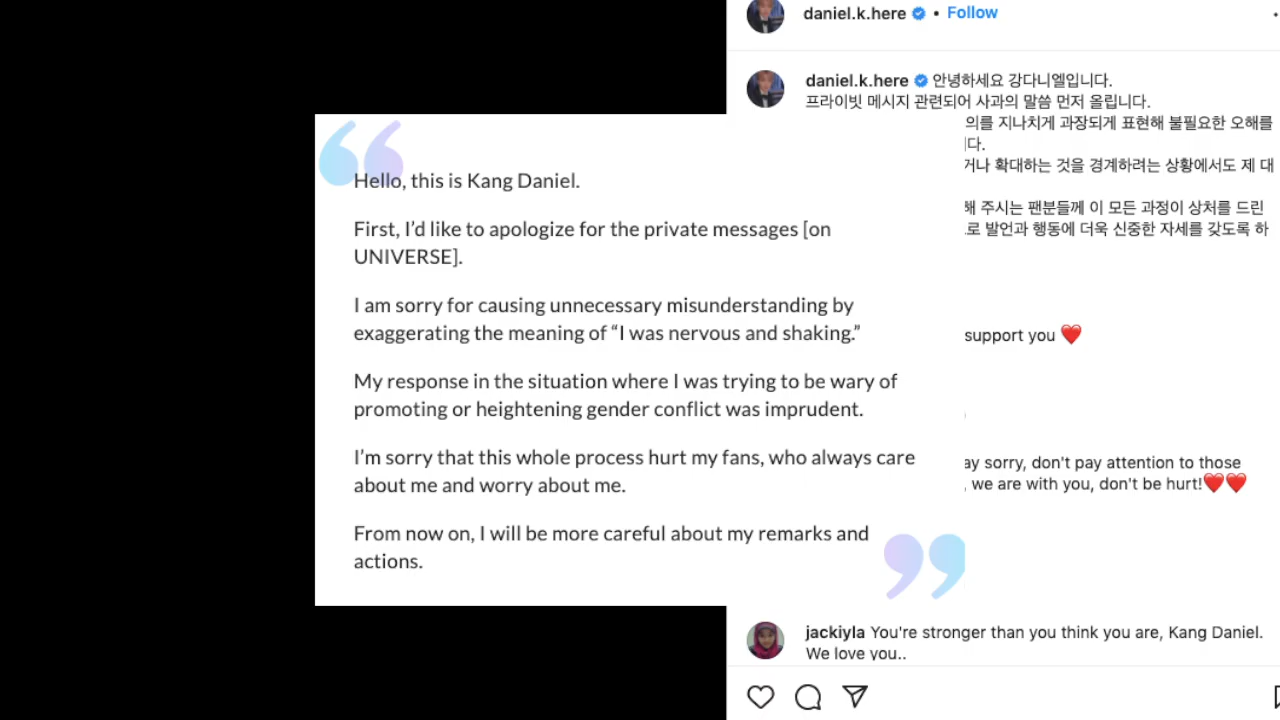 daniel.k.here • Follow
daniel.k.here 안녕하세요 강다니엘입니다.
프라이빗 메시지 관련되어 사과의 말씀 먼저 올립니다.
의를 지나치게 과장되게 표현해 불필요한 오해를
다.
거나 확대하는 것을 경계하려는 상황에서도 제 대
해 주시는 팬분들께 이 모든 과정이 상처를 드린
로 발언과 행동에 더욱 신중한 자세를 갖도록 하
support you ❤️
ay sorry, don't pay attention to those
, we are with you, don't be hurt!❤️❤️
jackiyla You're stronger than you think you are, Kang Daniel.
We love you..
“
Hello, this is Kang Daniel.
First, I’d like to apologize for the private messages [on
UNIVERSE].
I am sorry for causing unnecessary misunderstanding by
exaggerating the meaning of “I was nervous and shaking.”
My response in the situation where I was trying to be wary of
promoting or heightening gender conflict was imprudent.
I’m sorry that this whole process hurt my fans, who always care
about me and worry about me.
From now on, I will be more careful about my remarks and
actions.
”